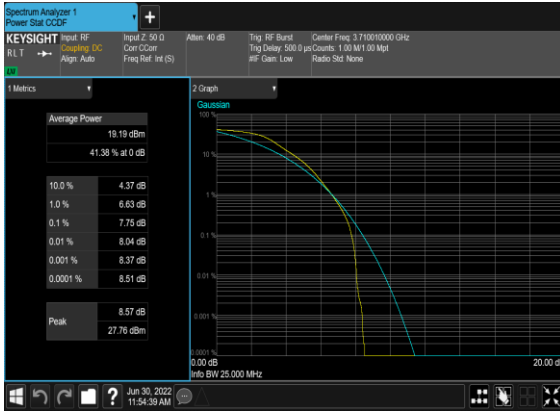 Spectrum Analyzer 1
Power Stat CCDF
KEYSIGHT
RLT
Input: RF
Coupling: DC
Align: Auto
Input Z: 50 Ω
Corr CCorr
Freq Ref: Int (S)
Atten: 40 dB
Trig: RF Burst
Trig Delay: 500.0 µs
#IF Gain: Low
Center Freq: 3.710010000 GHz
Counts: 1.00 M/1.00 Mpt
Radio Std: None
1 Metrics
Average Power
19.19 dBm
41.38 % at 0 dB
10.0 % 4.37 dB
1.0 % 6.63 dB
0.1 % 7.75 dB
0.01 % 8.04 dB
0.001 % 8.37 dB
0.0001 % 8.51 dB
Peak 8.57 dB
27.76 dBm
2 Graph
Gaussian
100 %
10 %
1 %
0.1 %
0.01 %
0.001 %
0.0001 %
0.00 dB
20.00 d
Info BW 25.000 MHz
?
Jun 30, 2022
11:54:39 AM